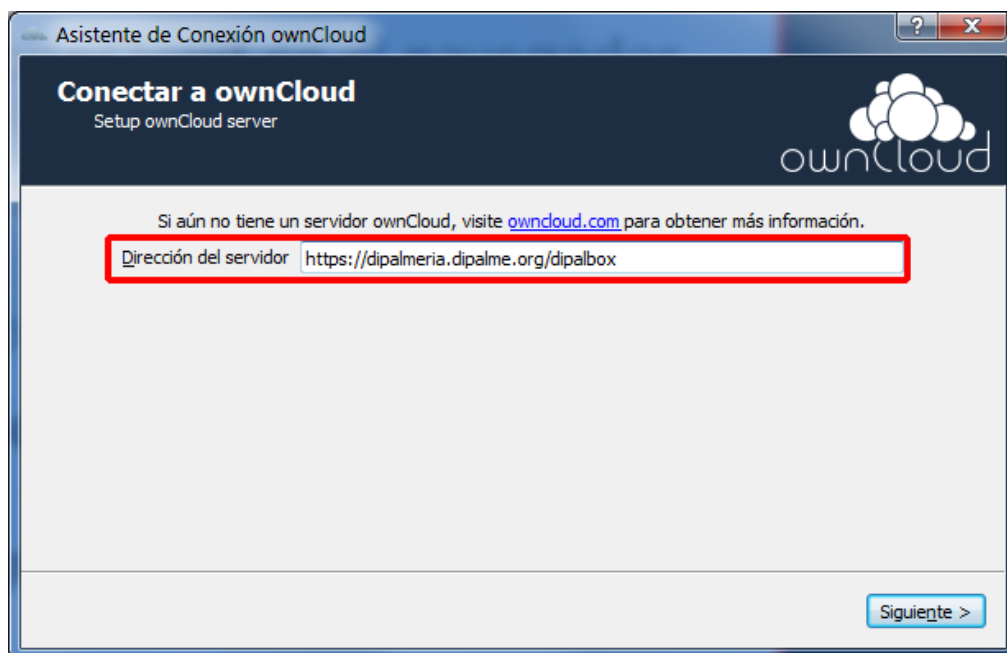 Asistente de Conexión ownCloud
Conectar a ownCloud
Setup ownCloud server
ownCloud
Si aún no tiene un servidor ownCloud, visite owncloud.com para obtener más información.
Dirección del servidor https://dipalmeria.dipalme.org/dipalbox
Siguiente >